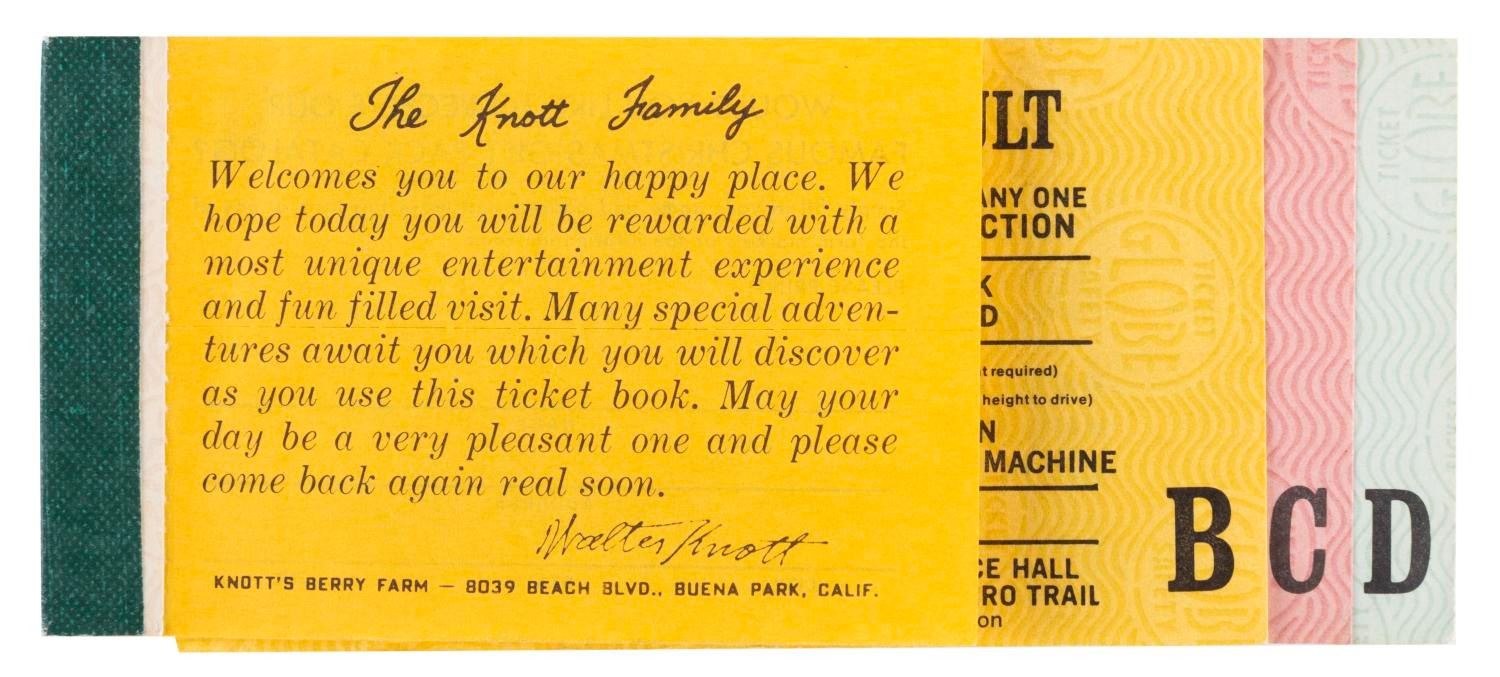 The Knott Family
Welcomes you to our happy place. We
hope today you will be rewarded with a
most unique entertainment experience
and fun filled visit. Many special adven-
tures await you which you will discover
as you use this ticket book. May your
day be a very pleasant one and please
come back again real soon.
Walter Knott
KNOTT'S BERRY FARM — 8039 BEACH BLVD., BUENA PARK, CALIF.
ULT
ANY ONE
CTION
K
D
t required)
height to drive)
N
MACHINE
CE HALL
RO TRAIL
on
B C D
GLOBE
TICKET
TICKET
GLOBE